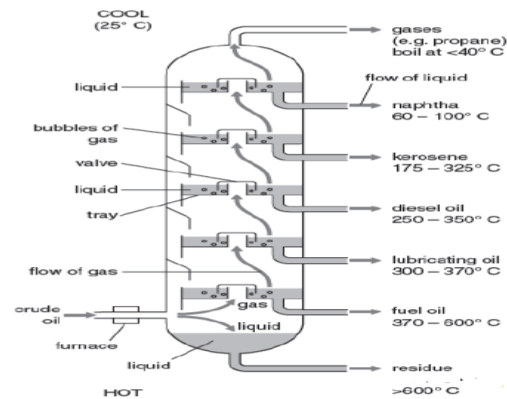 COOL
(25° C)
gases
(e.g. propane)
boil at <40° C
flow of liquid
liquid
naphtha
60 – 100° C
bubbles of
gas
kerosene
175 – 325° C
valve
liquid
diesel oil
250 – 350° C
tray
lubricating oil
300 – 370° C
flow of gas
gas
crude
oil
fuel oil
370 – 600° C
liquid
furnace
liquid
residue
>600° C
HOT